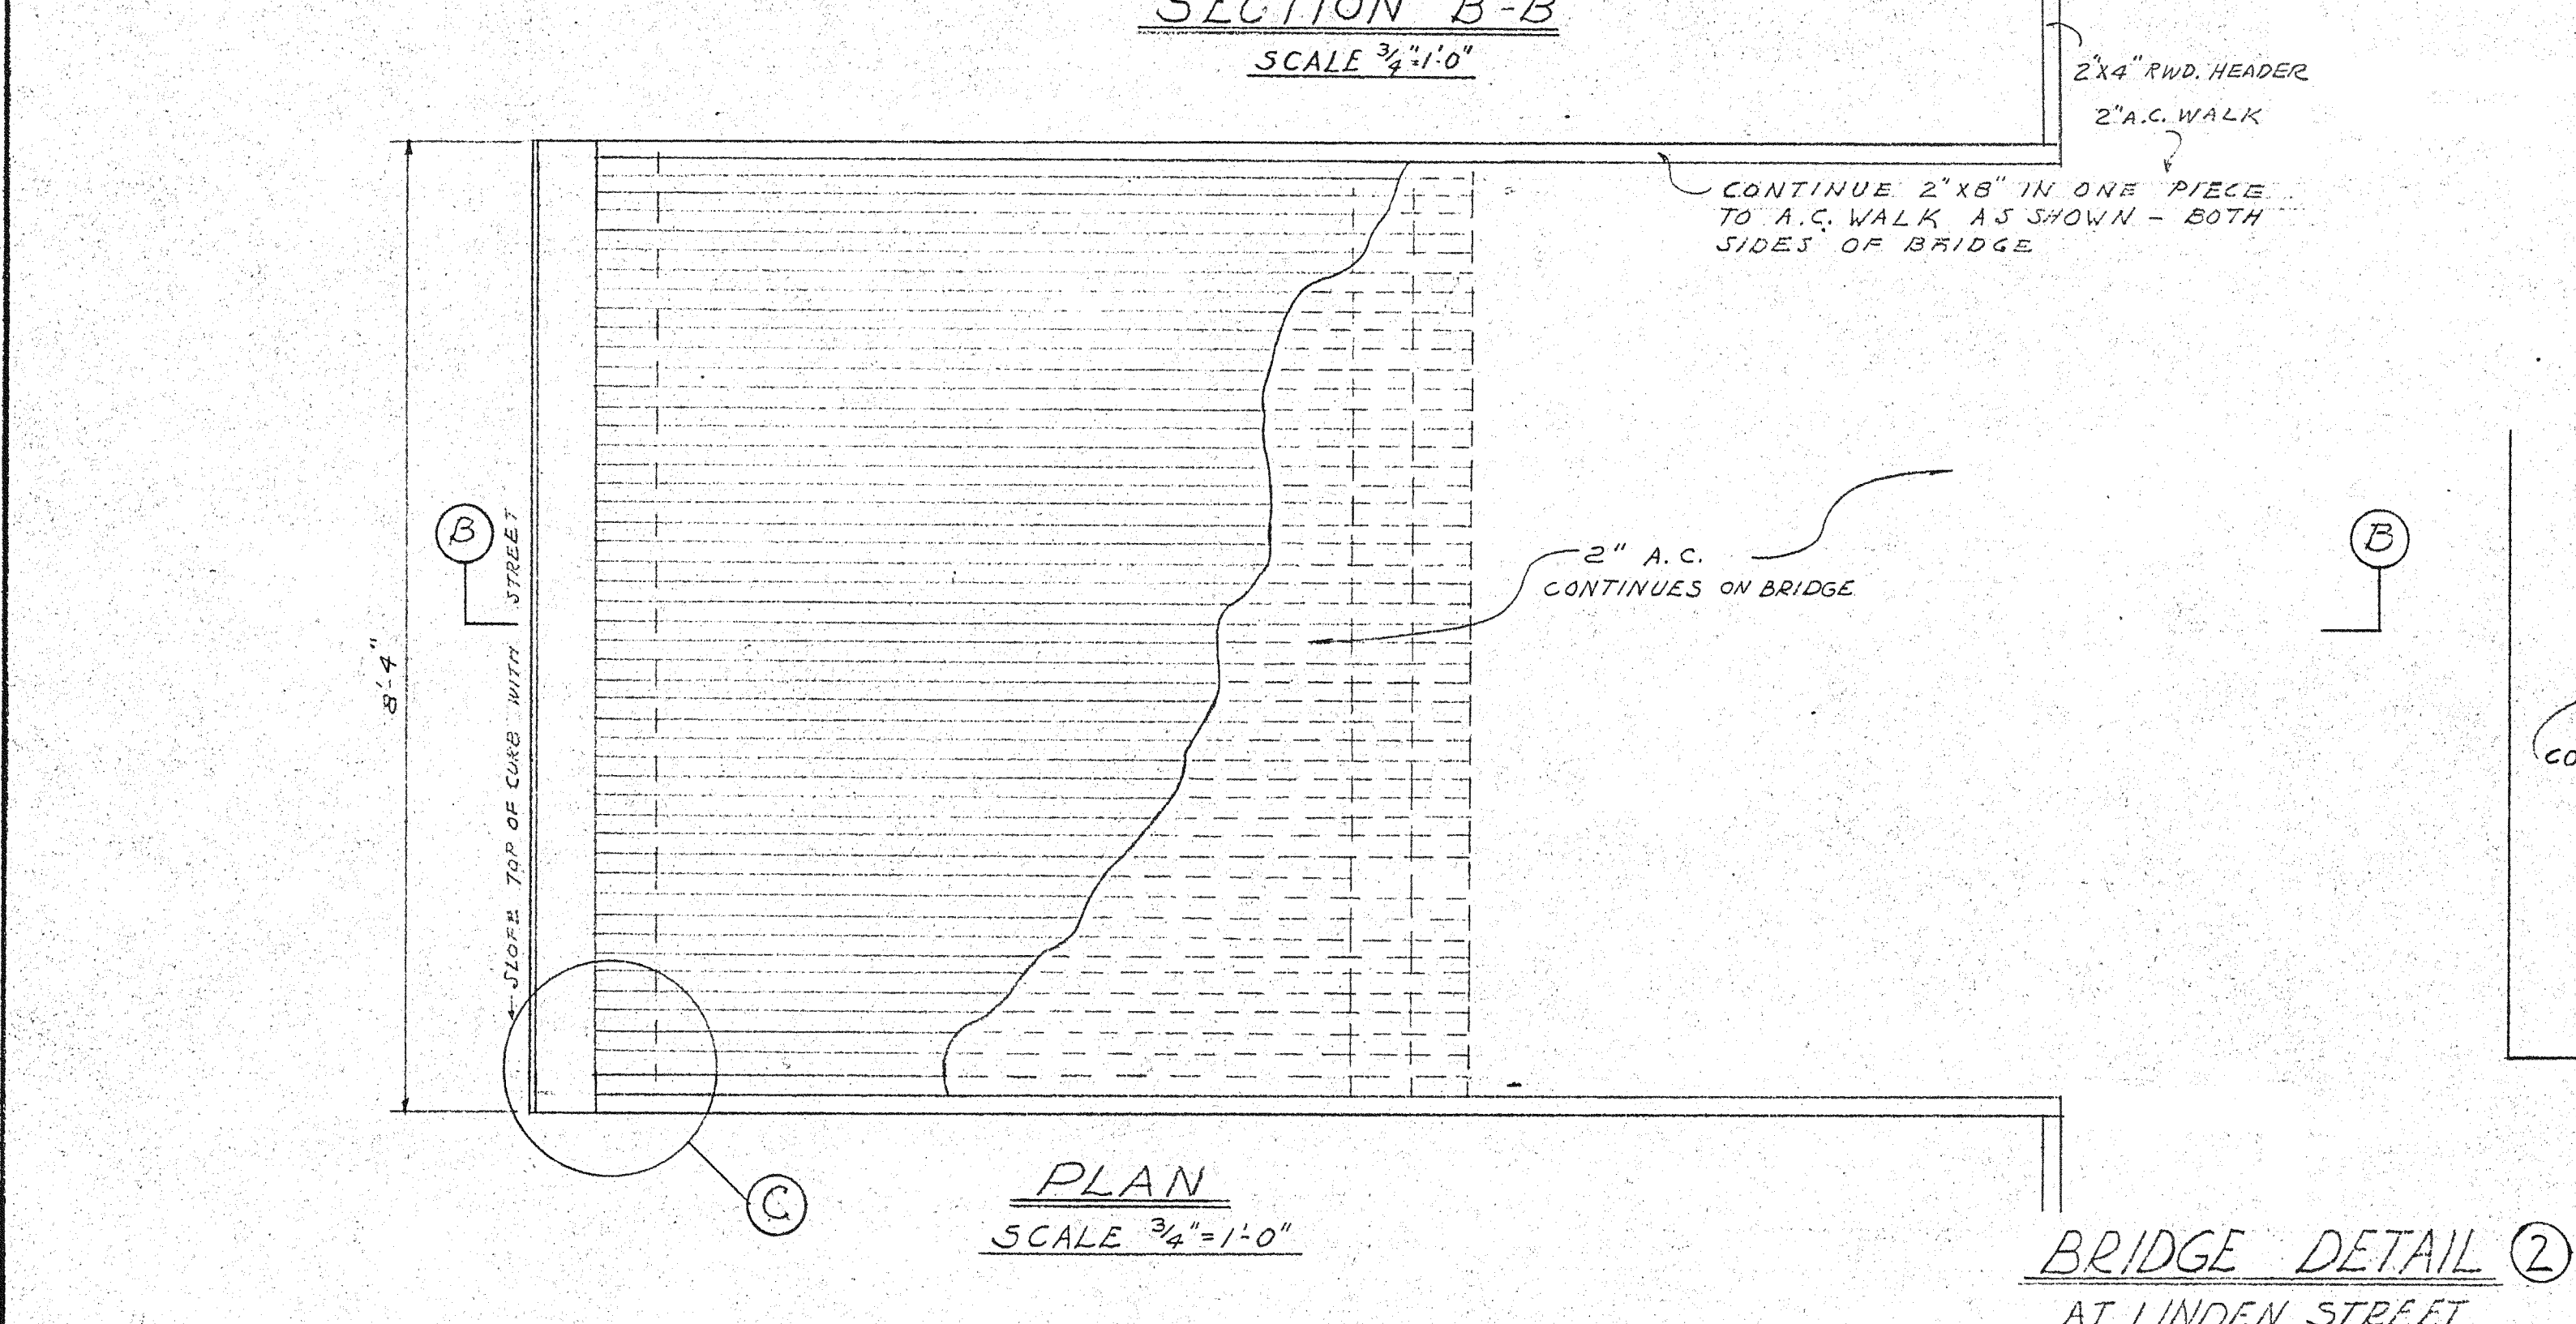 SECTION B-B
SCALE 3/4"=1'-0"
2"X4" RWD. HEADER
2" A.C. WALK
CONTINUE 2"X8" IN ONE PIECE
TO A.C. WALK AS SHOWN - BOTH
SIDES OF BRIDGE
B
B
8'-4"
← SLOPE TOP OF CURB WITH STREET
2" A.C.
CONTINUES ON BRIDGE
CO
C
PLAN
SCALE 3/4"=1'-0"
BRIDGE DETAIL 2
AT LINDEN STREET